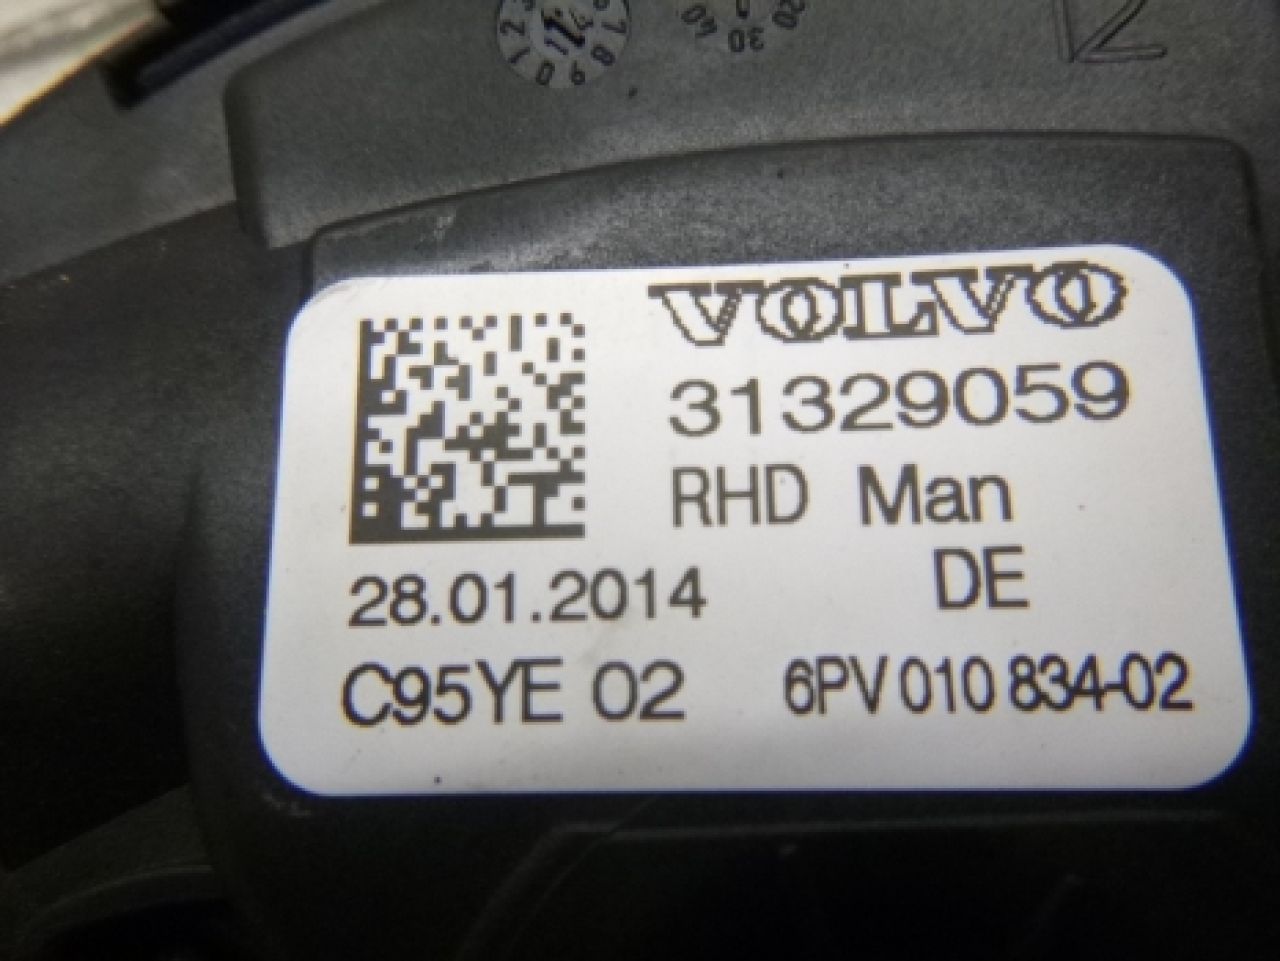 VOLVO
31329059
RHD Man
DE
28.01.2014
C95YE 02 6PV 010 834-02